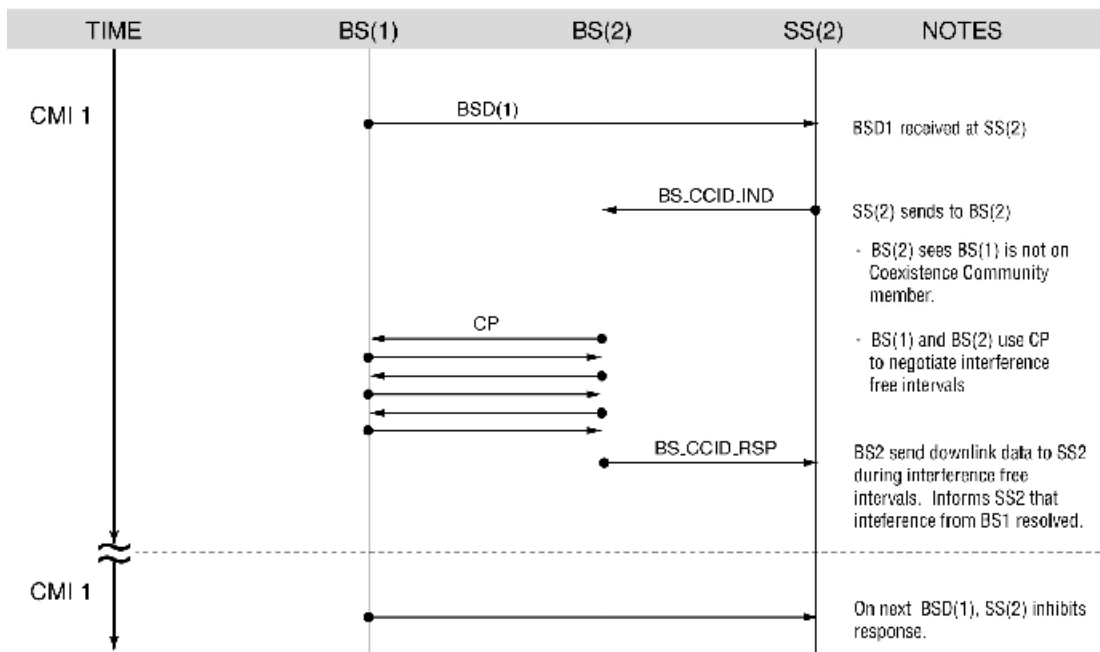 TIME BS(1) BS(2) SS(2) NOTES
CMI 1
BSD(1)
BSD1 received at SS(2)
BS_CCID_IND
SS(2) sends to BS(2)
- BS(2) sees BS(1) is not on
Coexistence Community
member.
CP
- BS(1) and BS(2) use CP
to negotiate interference
free intervals
BS_CCID_RSP
BS2 send downlink data to SS2
during interference free
intervals. Informs SS2 that
inteference from BS1 resolved.
CMI 1
On next BSD(1), SS(2) inhibits
response.